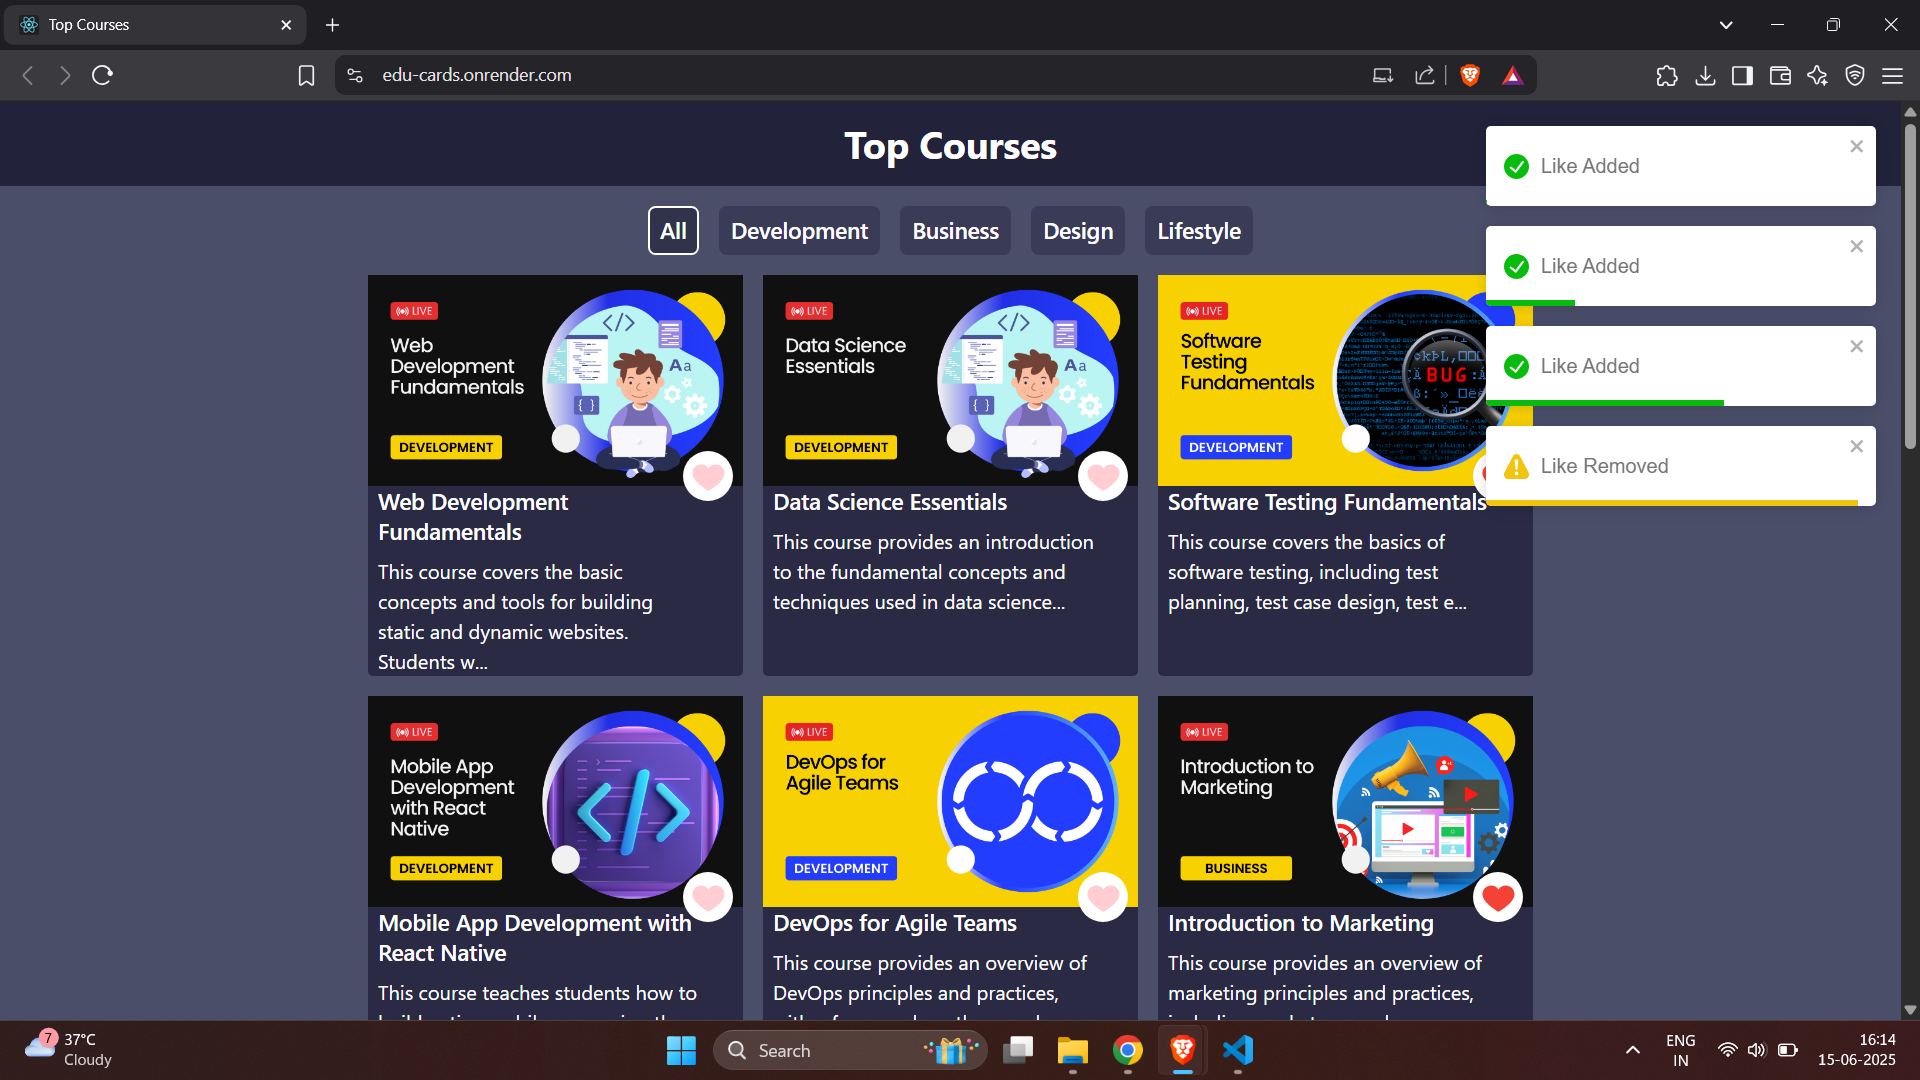 Top Courses
edu-cards.onrender.com
Top Courses
All
Development
Business
Design
Lifestyle
Like Added
Like Added
Like Added
Like Removed
LIVE
Web
Development
Fundamentals
DEVELOPMENT
Web Development
Fundamentals
This course covers the basic
concepts and tools for building
static and dynamic websites.
Students w...
LIVE
Data Science
Essentials
DEVELOPMENT
Data Science Essentials
This course provides an introduction
to the fundamental concepts and
techniques used in data science...
LIVE
Software
Testing
Fundamentals
BUG
DEVELOPMENT
Software Testing Fundamentals
This course covers the basics of
software testing, including test
planning, test case design, test e...
LIVE
Mobile App
Development
with React
Native
DEVELOPMENT
Mobile App Development with
React Native
This course teaches students how to
LIVE
DevOps for
Agile Teams
DEVELOPMENT
DevOps for Agile Teams
This course provides an overview of
DevOps principles and practices,
LIVE
Introduction to
Marketing
BUSINESS
Introduction to Marketing
This course provides an overview of
marketing principles and practices,
7
37°C
Cloudy
Search
ENG
IN
16:14
15-06-2025